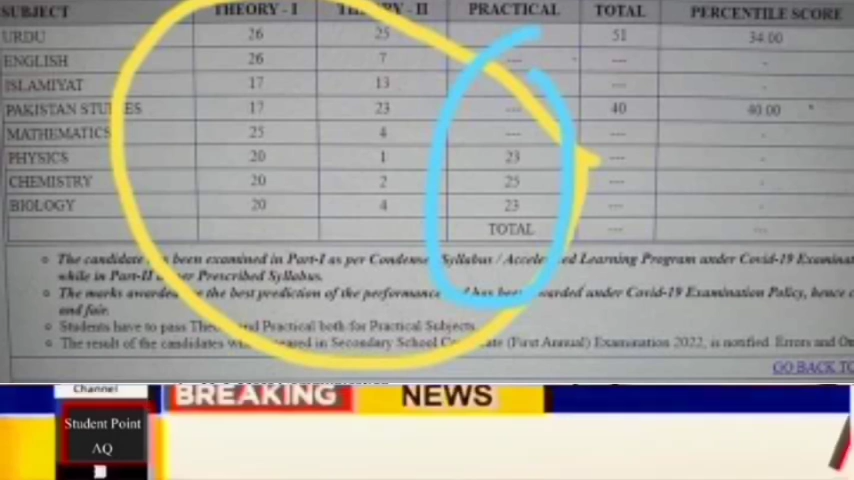 SUBJECT THEORY - I THEORY - II PRACTICAL TOTAL PERCENTILE SCORE
URDU 26 25 51 34.00
ENGLISH 26 7 --- --- -
ISLAMIYAT 17 13 --- -
PAKISTAN STUDIES 17 23 --- 40 40.00
MATHEMATICS 25 4 --- --- -
PHYSICS 20 1 23 --- -
CHEMISTRY 20 2 25 --- -
BIOLOGY 20 4 23 --- -
TOTAL --- ---
The candidate has been examined in Part-I as per Condensed Syllabus / Accelerated Learning Program under Covid-19 Examinat
while in Part-II as per Prescribed Syllabus.
The marks awarded are the best prediction of the performance and has been awarded under Covid-19 Examination Policy, hence c
and fair.
Students have to pass Theory and Practical both for Practical Subjects
The result of the candidates who appeared in Secondary School Certificate (First Annual) Examination 2022, is notified. Errors and Om
GO BACK TO
Channel
BREAKING NEWS
Student Point
AQ